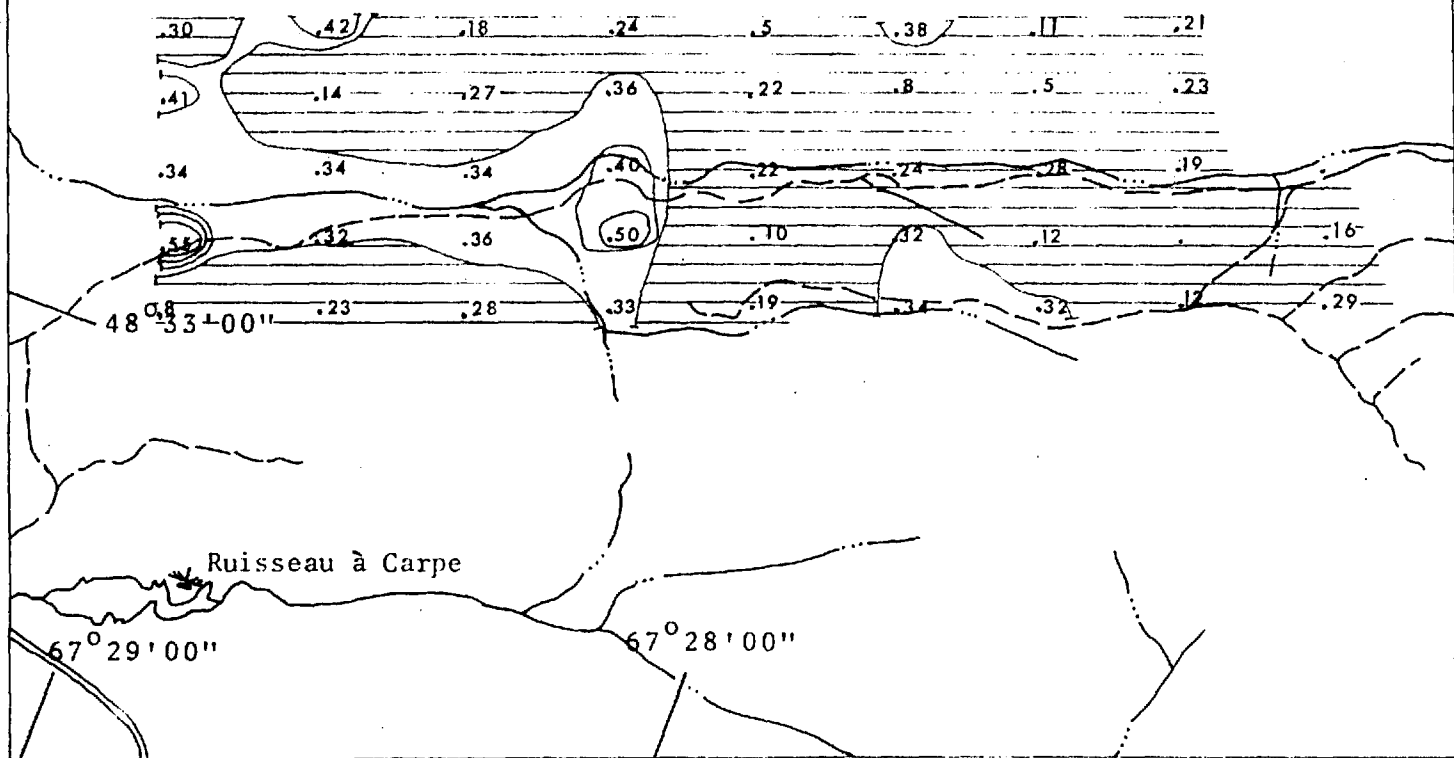 .30 .42 .18 .24 .5 .38 .11 .21
.41 .14 .27 .36 .22 .8 .5 .23
.34 .34 .34 .40 .22 .24 .28 .19
.55 .32 .36 .50 .10 .32 .12 . .16
.8 .23 .28 .33 .19 .34 .32 .12 .29
48°33'00"
Ruisseau à Carpe
67°29'00" 67°28'00"